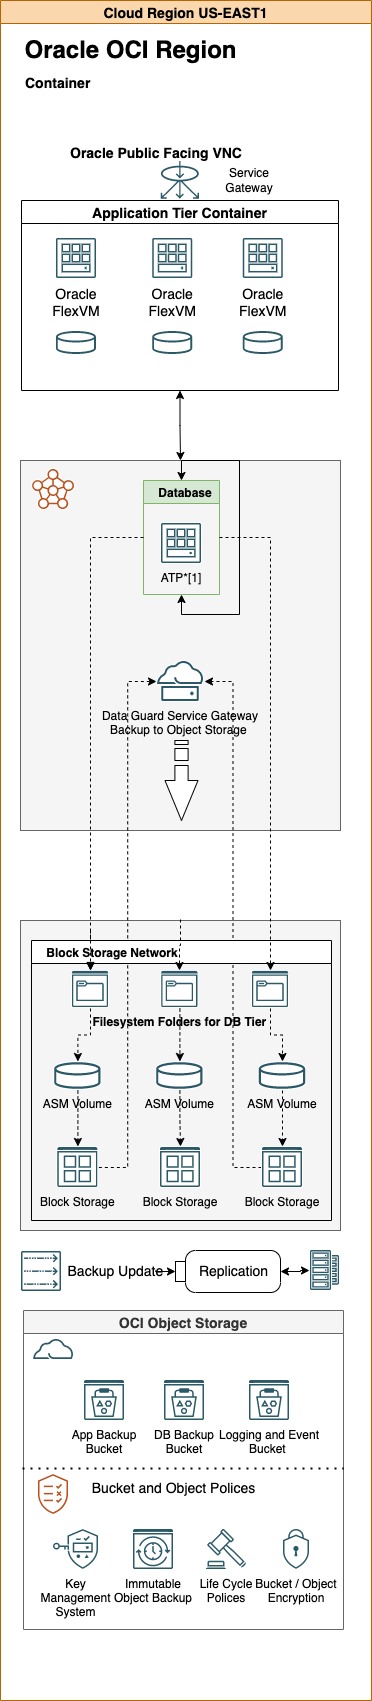 Cloud Region US-EAST1
Oracle OCI Region
Container
Oracle Public Facing VNC
Service
Gateway
Application Tier Container
Oracle
FlexVM
Oracle
FlexVM
Oracle
FlexVM
Database
ATP*[1]
Data Guard Service Gateway
Backup to Object Storage
Block Storage Network
Filesystem Folders for DB Tier
ASM Volume
ASM Volume
ASM Volume
Block Storage
Block Storage
Block Storage
Backup Update
Replication
OCI Object Storage
App Backup
Bucket
DB Backup
Bucket
Logging and Event
Bucket
Bucket and Object Polices
Key
Management
System
Immutable
Object Backup
Life Cycle
Polices
Bucket / Object
Encryption